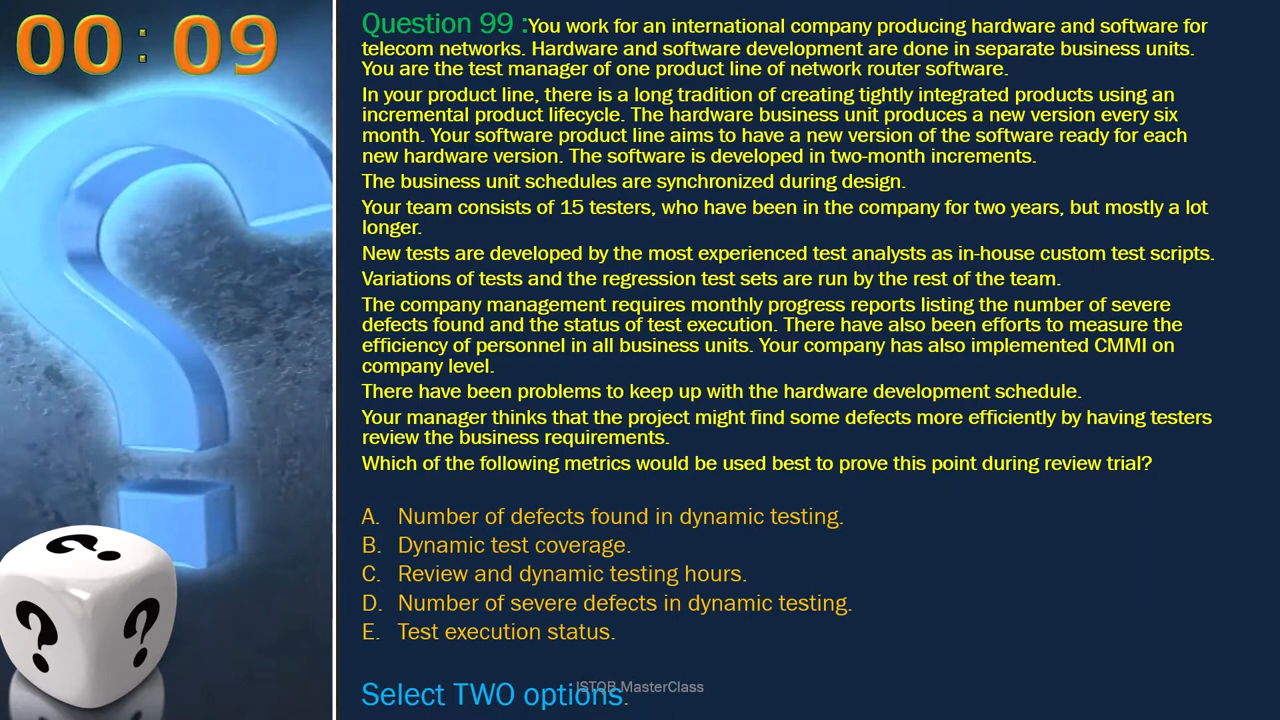 00:09
Question 99 :You work for an international company producing hardware and software for
telecom networks. Hardware and software development are done in separate business units.
You are the test manager of one product line of network router software.
In your product line, there is a long tradition of creating tightly integrated products using an
incremental product lifecycle. The hardware business unit produces a new version every six
month. Your software product line aims to have a new version of the software ready for each
new hardware version. The software is developed in two-month increments.
The business unit schedules are synchronized during design.
Your team consists of 15 testers, who have been in the company for two years, but mostly a lot
longer.
New tests are developed by the most experienced test analysts as in-house custom test scripts.
Variations of tests and the regression test sets are run by the rest of the team.
The company management requires monthly progress reports listing the number of severe
defects found and the status of test execution. There have also been efforts to measure the
efficiency of personnel in all business units. Your company has also implemented CMMI on
company level.
There have been problems to keep up with the hardware development schedule.
Your manager thinks that the project might find some defects more efficiently by having testers
review the business requirements.
Which of the following metrics would be used best to prove this point during review trial?
A. Number of defects found in dynamic testing.
B. Dynamic test coverage.
C. Review and dynamic testing hours.
D. Number of severe defects in dynamic testing.
E. Test execution status.
Select TWO options.
ISTQB MasterClass
? ? ?